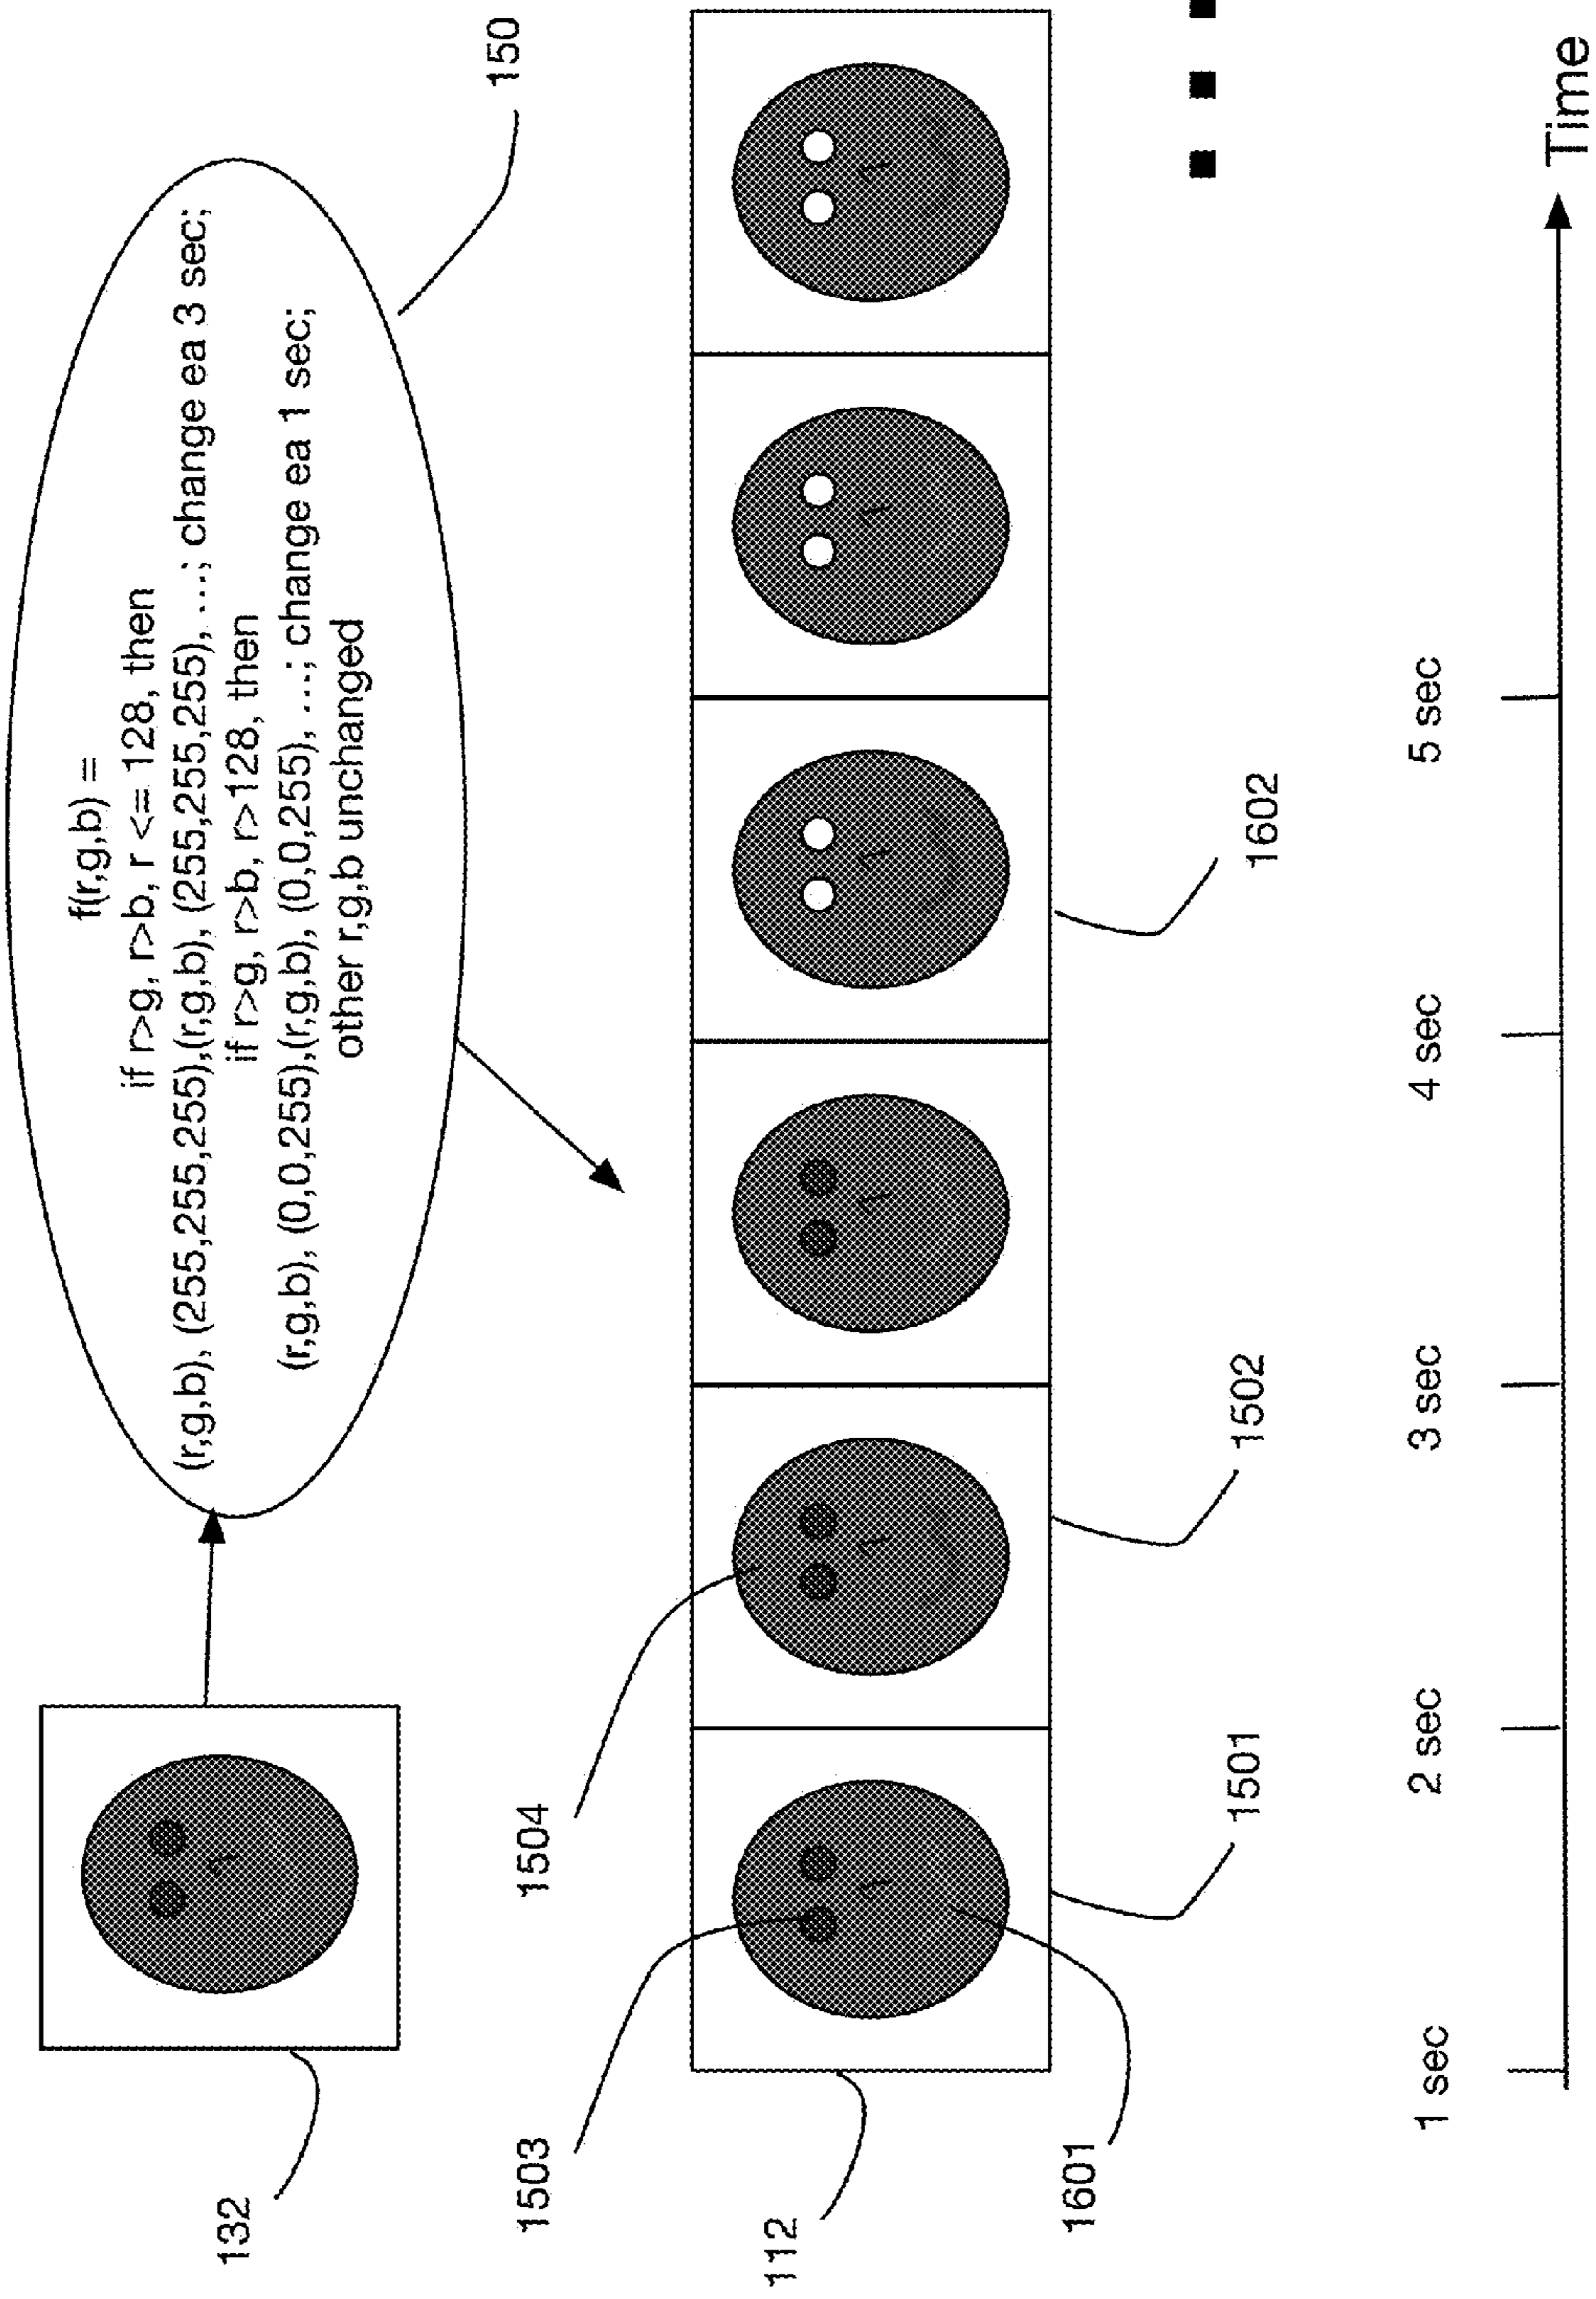 132
f(r,g,b) =
if r>g, r>b, r <= 128, then
(r,g,b), (255,255,255),(r,g,b), (255,255,255), ...; change ea 3 sec;
if r>g, r>b, r>128, then
(r,g,b), (0,0,255),(r,g,b), (0,0,255), ...; change ea 1 sec;
other r,g,b unchanged
150
1503
1504
112
1601
1501
1502
1602
1 sec
2 sec
3 sec
4 sec
5 sec
Time